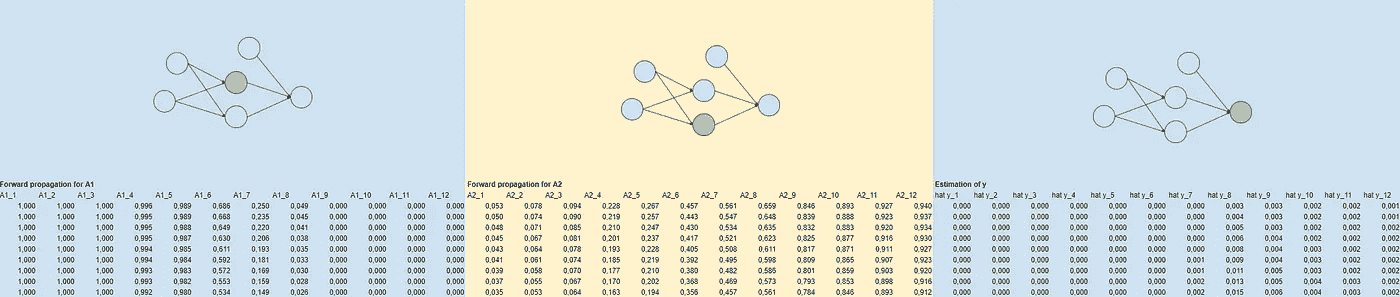 Forward propagation for A1 Forward propagation for A2 Estimation of y
A1_1 A1_2 A1_3 A1_4 A1_5 A1_6 A1_7 A1_8 A1_9 A1_10 A1_11 A1_12 A2_1 A2_2 A2_3 A2_4 A2_5 A2_6 A2_7 A2_8 A2_9 A2_10 A2_11 A2_12 hat y_1 hat y_2 hat y_3 hat y_4 hat y_5 hat y_6 hat y_7 hat y_8 hat y_9 hat y_10 hat y_11 hat y_12
1,000 1,000 1,000 0,996 0,989 0,686 0,250 0,049 0,000 0,000 0,000 0,000 0,053 0,078 0,094 0,228 0,267 0,457 0,561 0,659 0,846 0,893 0,927 0,940 0,000 0,000 0,000 0,000 0,000 0,000 0,000 0,003 0,003 0,002 0,002 0,001
1,000 1,000 1,000 0,995 0,989 0,668 0,235 0,045 0,000 0,000 0,000 0,000 0,050 0,074 0,090 0,219 0,257 0,443 0,547 0,648 0,839 0,888 0,923 0,937 0,000 0,000 0,000 0,000 0,000 0,000 0,000 0,004 0,003 0,002 0,002 0,002
1,000 1,000 1,000 0,995 0,988 0,649 0,220 0,041 0,000 0,000 0,000 0,000 0,048 0,071 0,085 0,210 0,247 0,430 0,534 0,635 0,832 0,883 0,920 0,934 0,000 0,000 0,000 0,000 0,000 0,000 0,000 0,005 0,003 0,002 0,002 0,002
1,000 1,000 1,000 0,995 0,987 0,630 0,206 0,038 0,000 0,000 0,000 0,000 0,045 0,067 0,081 0,201 0,237 0,417 0,521 0,623 0,825 0,877 0,916 0,930 0,000 0,000 0,000 0,000 0,000 0,000 0,000 0,006 0,004 0,002 0,002 0,002
1,000 1,000 1,000 0,994 0,985 0,611 0,193 0,035 0,000 0,000 0,000 0,000 0,043 0,064 0,078 0,193 0,228 0,405 0,508 0,611 0,817 0,871 0,911 0,927 0,000 0,000 0,000 0,000 0,000 0,000 0,000 0,008 0,004 0,003 0,002 0,002
1,000 1,000 1,000 0,994 0,984 0,592 0,181 0,033 0,000 0,000 0,000 0,000 0,041 0,061 0,074 0,185 0,219 0,392 0,495 0,598 0,809 0,865 0,907 0,923 0,000 0,000 0,000 0,000 0,000 0,000 0,001 0,009 0,004 0,003 0,002 0,002
1,000 1,000 1,000 0,993 0,983 0,572 0,169 0,030 0,000 0,000 0,000 0,000 0,039 0,058 0,070 0,177 0,210 0,380 0,482 0,586 0,801 0,859 0,903 0,920 0,000 0,000 0,000 0,000 0,000 0,000 0,001 0,011 0,005 0,003 0,002 0,002
1,000 1,000 1,000 0,993 0,982 0,553 0,159 0,028 0,000 0,000 0,000 0,000 0,037 0,055 0,067 0,170 0,202 0,368 0,469 0,573 0,793 0,853 0,898 0,916 0,000 0,000 0,000 0,000 0,000 0,000 0,002 0,013 0,005 0,003 0,002 0,002
1,000 1,000 1,000 0,992 0,980 0,534 0,149 0,026 0,000 0,000 0,000 0,000 0,035 0,053 0,064 0,163 0,194 0,356 0,457 0,561 0,784 0,846 0,893 0,912 0,000 0,000 0,000 0,000 0,000 0,000 0,002 0,015 0,006 0,004 0,003 0,002